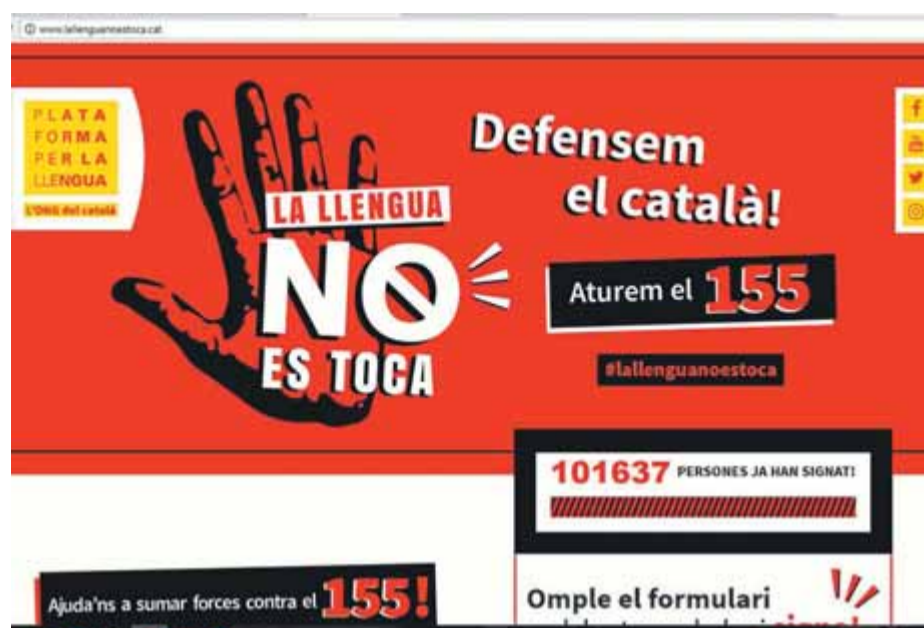 www.lallenguanoestoca.cat
PLATA
FORMA
PER LA
LLENGUA
L'ONG del català
LA LLENGUA
NO
ES TOCA
Defensem
el català!
Aturem el 155
#lallenguanoestoca
101637 PERSONES JA HAN SIGNAT!
Ajuda'ns a sumar forces contra el 155!
Omple el formulari